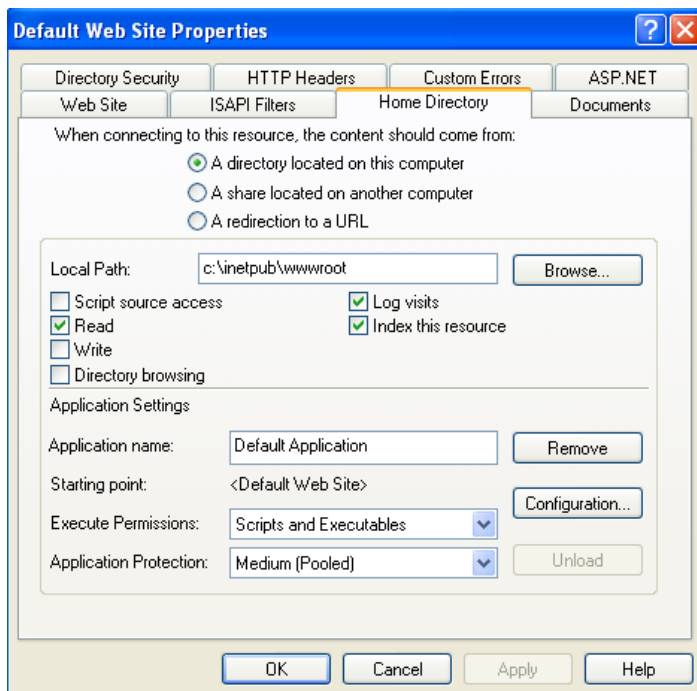 Default Web Site Properties
Directory Security HTTP Headers Custom Errors ASP.NET
Web Site ISAPI Filters Home Directory Documents
When connecting to this resource, the content should come from:
A directory located on this computer
A share located on another computer
A redirection to a URL
Local Path: c:\inetpub\wwwroot Browse...
Script source access Log visits
Read Index this resource
Write
Directory browsing
Application Settings
Application name: Default Application Remove
Starting point: <Default Web Site>
Configuration...
Execute Permissions: Scripts and Executables
Application Protection: Medium (Pooled) Unload
OK Cancel Apply Help